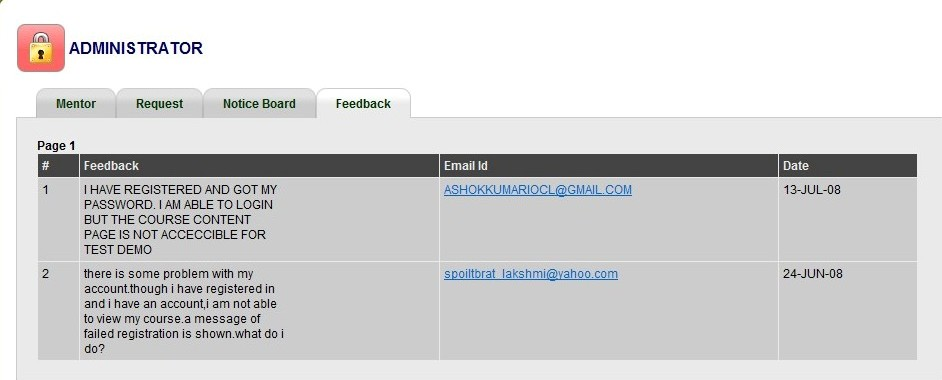 ADMINISTRATOR
Mentor Request Notice Board Feedback
Page 1
# Feedback Email Id Date
1 I HAVE REGISTERED AND GOT MY ASHOKKUMARIOCL@GMAIL.COM 13-JUL-08
PASSWORD. I AM ABLE TO LOGIN
BUT THE COURSE CONTENT
PAGE IS NOT ACCECCIBLE FOR
TEST DEMO
2 there is some problem with my spoiltbrat_lakshmi@yahoo.com 24-JUN-08
account.though i have registered in
and i have an account,i am not able
to view my course.a message of
failed registration is shown.what do i
do?